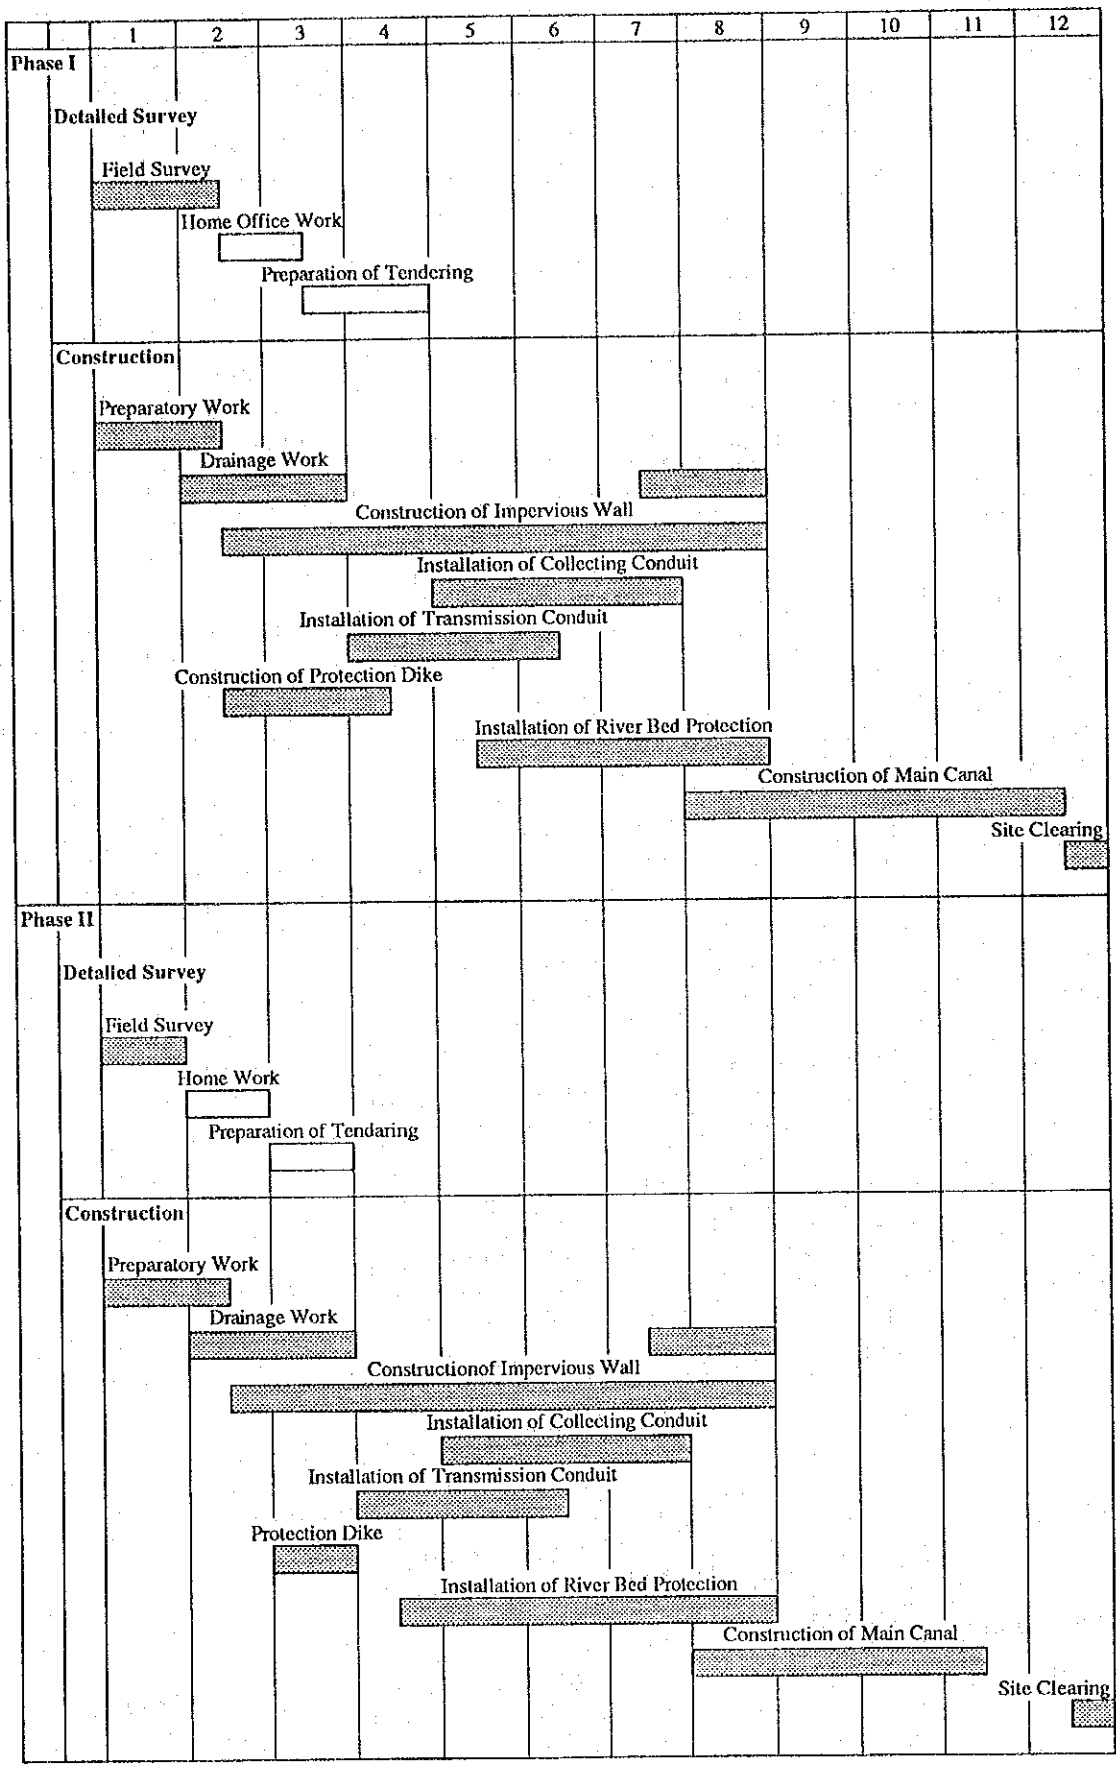 1 2 3 4 5 6 7 8 9 10 11 12
Phase I
Detailed Survey
Field Survey
Home Office Work
Preparation of Tendering
Construction
Preparatory Work
Drainage Work
Construction of Impervious Wall
Installation of Collecting Conduit
Installation of Transmission Conduit
Construction of Protection Dike
Installation of River Bed Protection
Construction of Main Canal
Site Clearing
Phase II
Detailed Survey
Field Survey
Home Work
Preparation of Tendaring
Construction
Preparatory Work
Drainage Work
Constructionof Impervious Wall
Installation of Collecting Conduit
Installation of Transmission Conduit
Protection Dike
Installation of River Bed Protection
Construction of Main Canal
Site Clearing